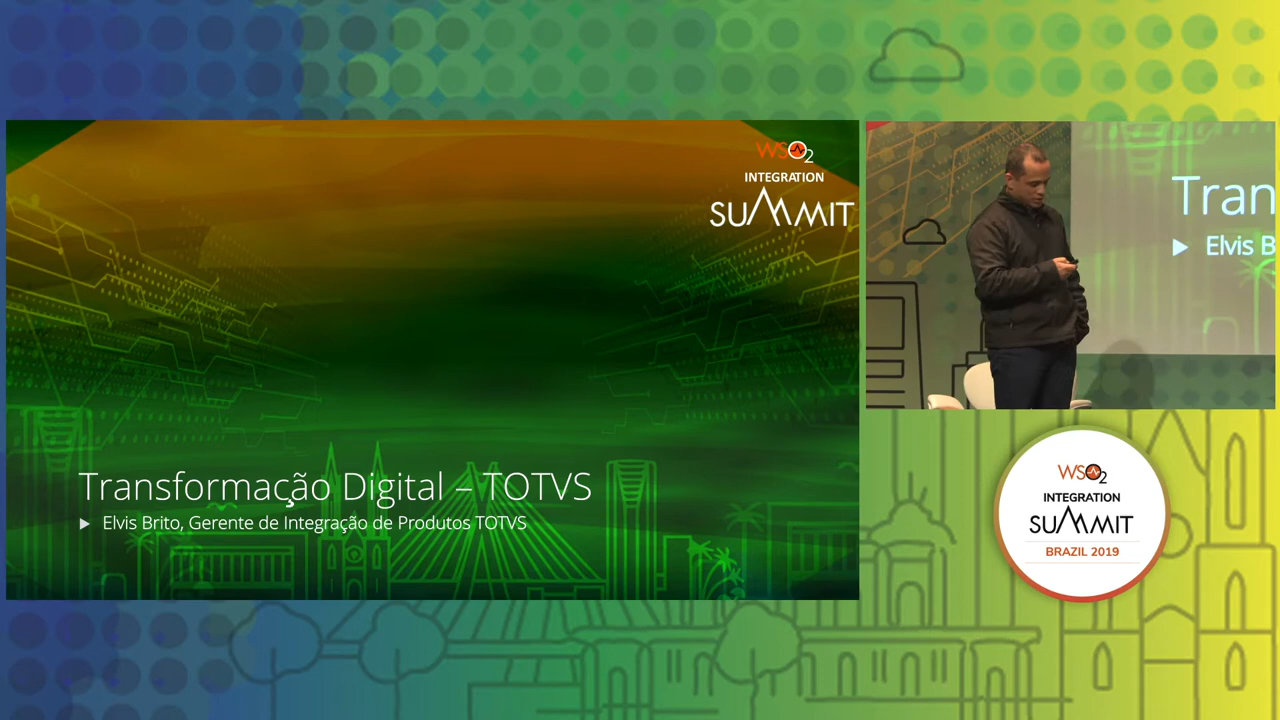 WSO2
INTEGRATION
SUMMIT
Transformação Digital – TOTVS
Elvis Brito, Gerente de Integração de Produtos TOTVS
Tran
Elvis B
WSO2
INTEGRATION
SUMMIT
BRAZIL 2019